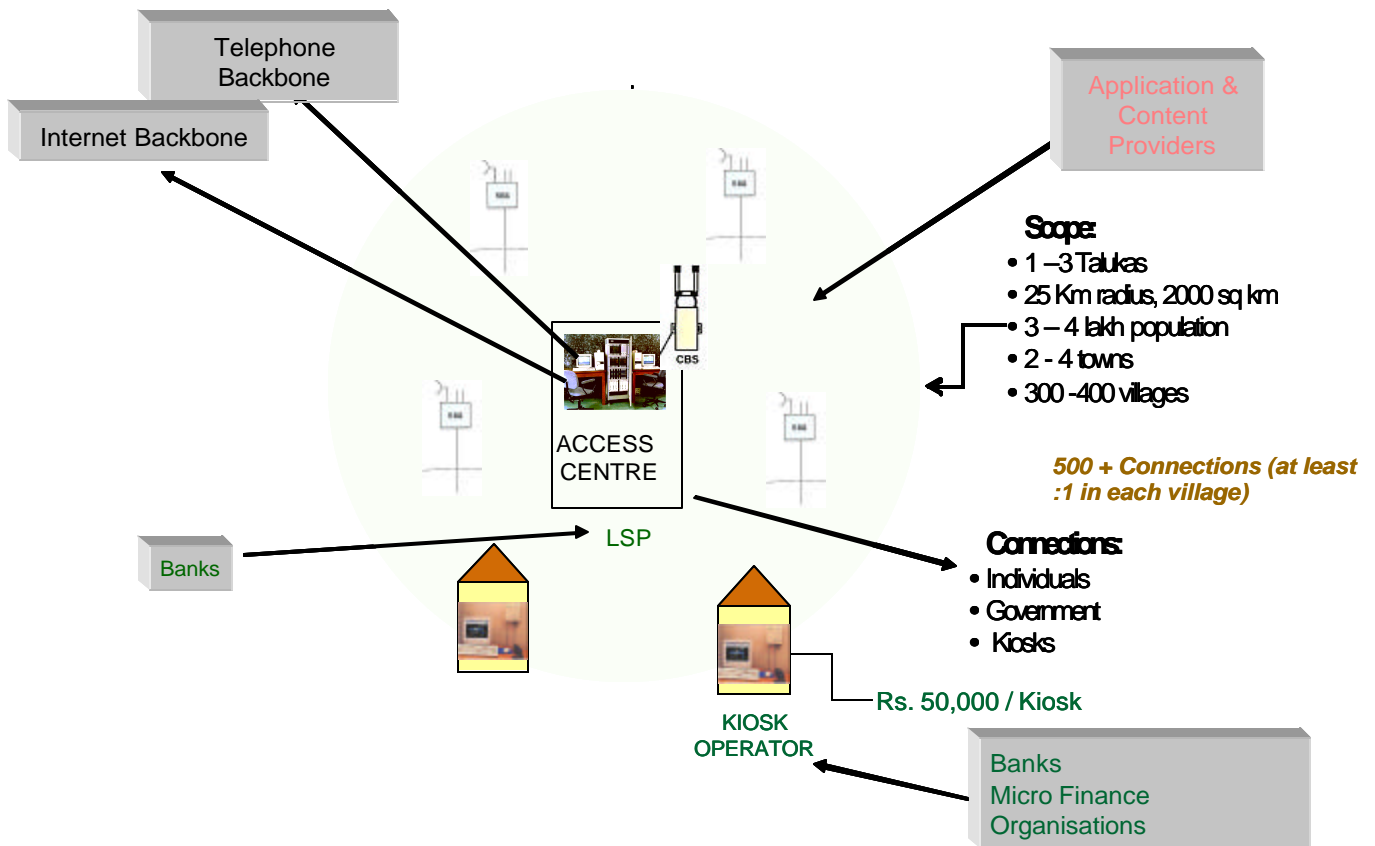 Telephone
Backbone
Internet Backbone
Application &
Content
Providers
Scope:
• 1 –3 Talukas
• 25 Km radius, 2000 sq km
• 3 – 4 lakh population
• 2 - 4 towns
• 300 -400 villages
CBS
ACCESS
CENTRE
500 + Connections (at least
:1 in each village)
LSP
Banks
Connections:
• Individuals
• Government
• Kiosks
Rs. 50,000 / Kiosk
KIOSK
OPERATOR
Banks
Micro Finance
Organisations